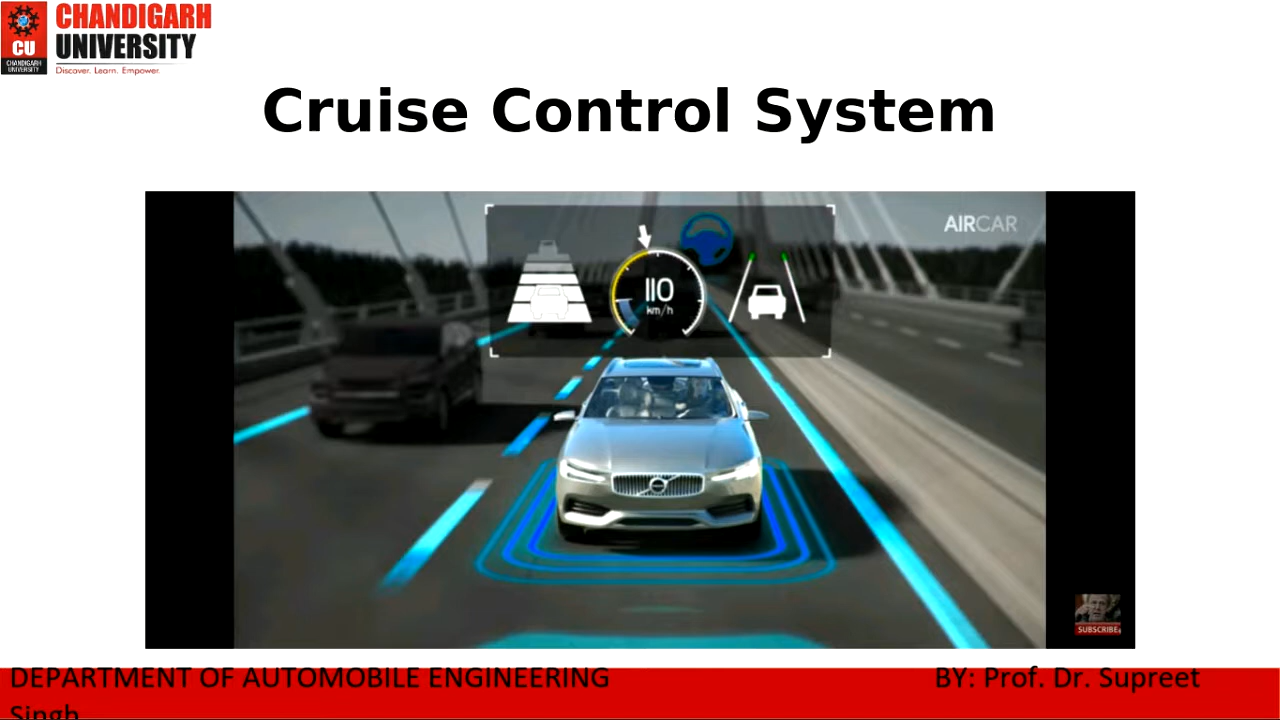 CHANDIGARH
UNIVERSITY
Discover. Learn. Empower.
CU
CHANDIGARH
UNIVERSITY
Cruise Control System
AIRCAR
110
km/h
SUBSCRIBE
DEPARTMENT OF AUTOMOBILE ENGINEERING BY: Prof. Dr. Supreet
Singh